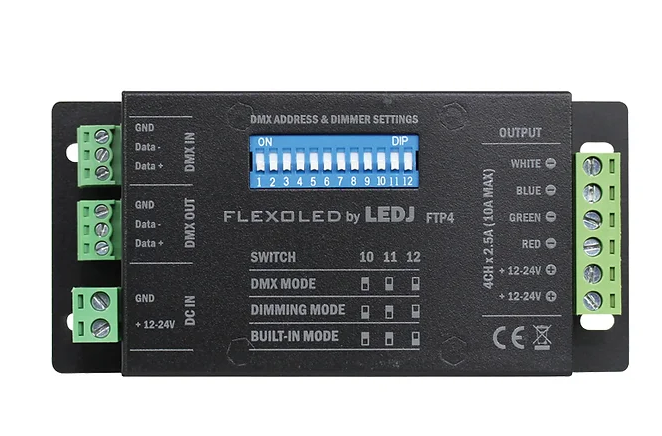 DMX ADDRESS & DIMMER SETTINGS
ON DIP
1 2 3 4 5 6 7 8 9 10 11 12
GND
Data -
Data +
DMX IN
GND
Data -
Data +
DMX OUT
GND
+ 12-24V
DC IN
FLEXOLED by LEDJ FTP4
SWITCH 10 11 12
DMX MODE
DIMMING MODE
BUILT-IN MODE
OUTPUT
WHITE
BLUE
GREEN
RED
+ 12-24V
+ 12-24V
4CH x 2.5A (10A MAX)
CE